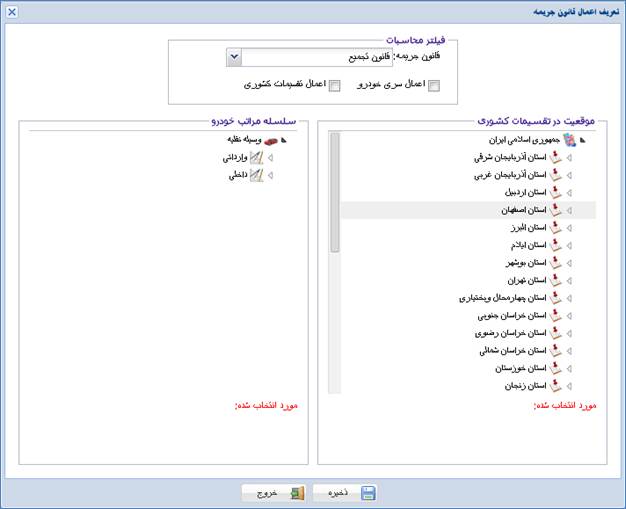 تعریف اعمال قانون جریمه
فیلتر محاسبات
قانون جریمه: قانون تجمیع
اعمال سری خودرو
اعمال تقسیمات کشوری
موقعیت در تقسیمات کشوری
جمهوری اسلامی ایران
استان آذربایجان شرقی
استان آذربایجان غربی
استان اردبیل
استان اصفهان
استان البرز
استان ایلام
استان بوشهر
استان تهران
استان چهارمحال وبختیاری
استان خراسان جنوبی
استان خراسان رضوی
استان خراسان شمالی
استان خوزستان
استان زنجان
مورد انتخاب شده:
سلسله مراتب خودرو
وسیله نقلیه
وارداتی
داخلی
مورد انتخاب شده:
ذخیره
خروج